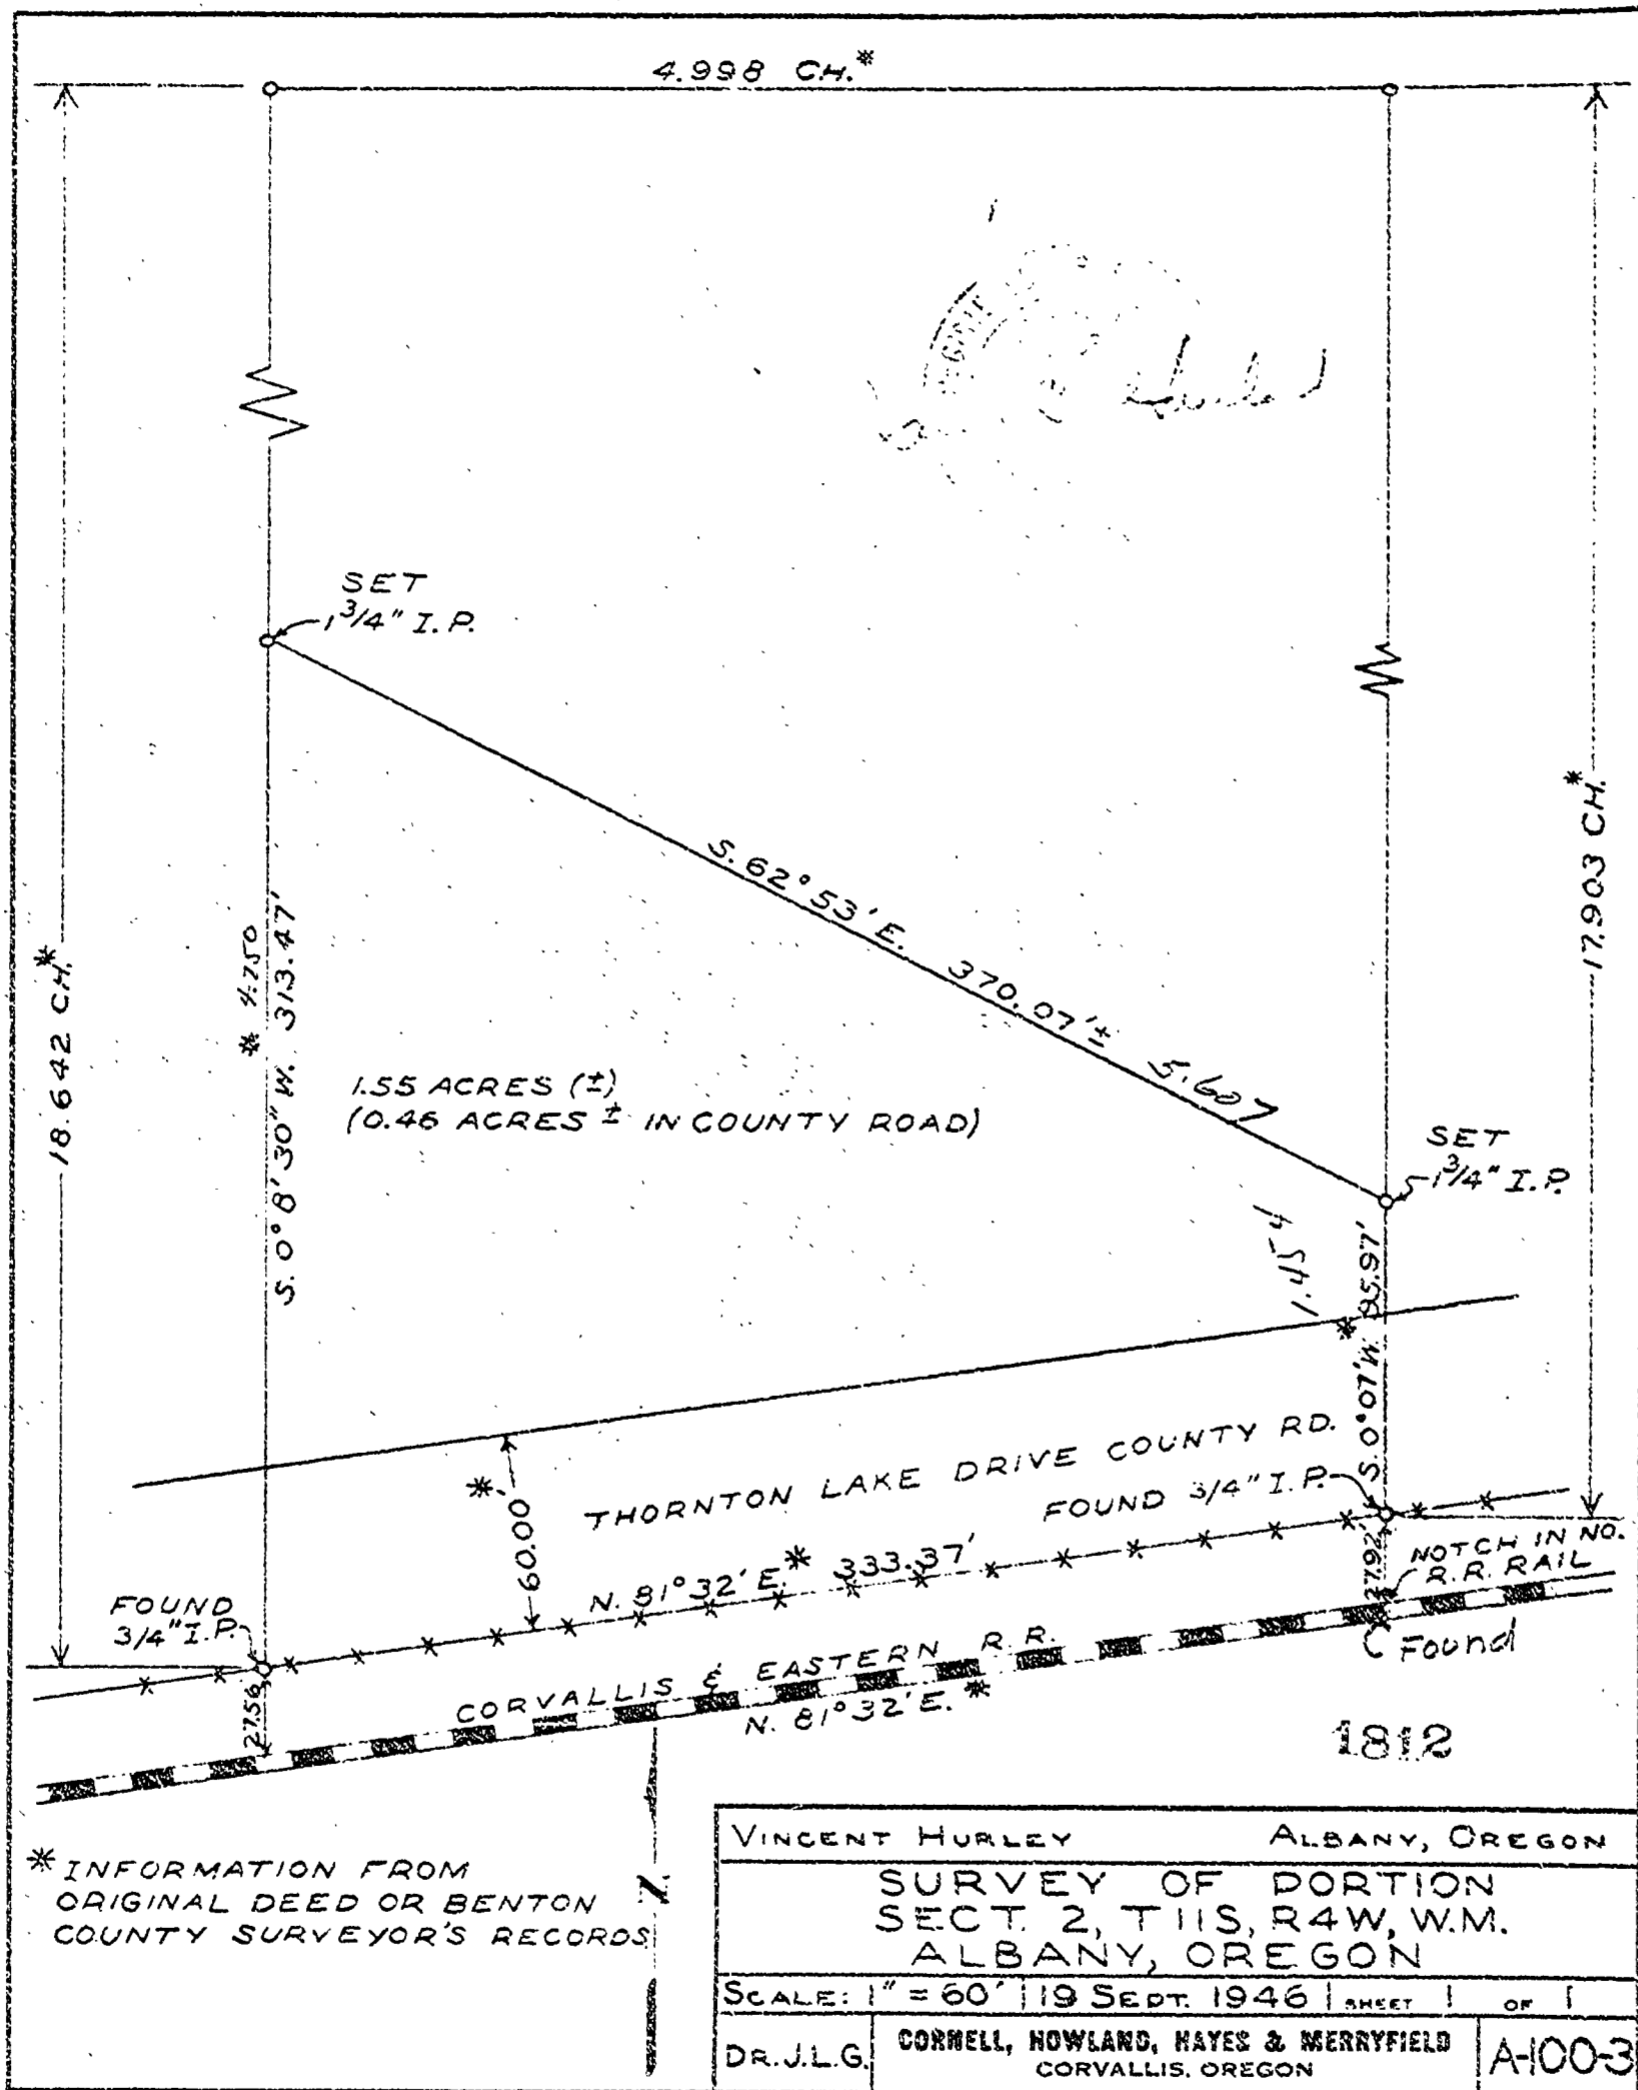 4.998 CH.*
SET
1 3/4" I.P.
S. 62° 53' E. 370.07'± 5.607
18.642 CH.*
* 4.750
S. 0° 8' 30" W. 313.47'
17.903 CH.*
1.55 ACRES (±)
(0.46 ACRES ± IN COUNTY ROAD)
SET
1 3/4" I.P.
1.454
* S. 0° 07' W. 95.97'
THORNTON LAKE DRIVE COUNTY RD.
* 60.00'
FOUND 3/4" I.P.
N. 81° 32' E.* 333.37'
27.92'
NOTCH IN NO.
R.R. RAIL
Found
FOUND
3/4" I.P.
27.56'
CORVALLIS & EASTERN R.R.
N. 81° 32' E.*
1812
* INFORMATION FROM
ORIGINAL DEED OR BENTON
COUNTY SURVEYOR'S RECORDS
VINCENT HURLEY ALBANY, OREGON
SURVEY OF PORTION
SECT. 2, T11S, R4W, W.M.
ALBANY, OREGON
SCALE: 1" = 60' 19 SEPT. 1946 SHEET 1 OF 1
DR. J.L.G. CORNELL, HOWLAND, HAYES & MERRYFIELD A-100-3
CORVALLIS, OREGON